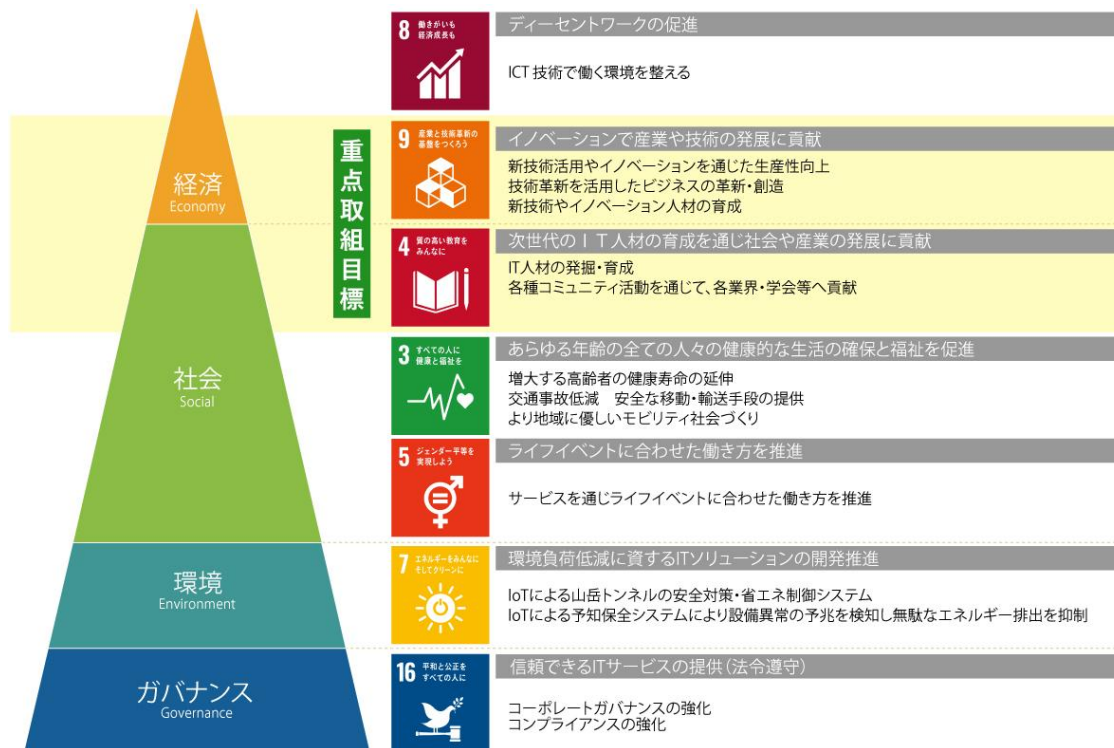 経済
Economy
社会
Social
環境
Environment
ガバナンス
Governance
重点取組目標
8 働きがいも
経済成長も
ディーセントワークの促進
ICT 技術で働く環境を整える
9 産業と技術革新の
基盤をつくろう
イノベーションで産業や技術の発展に貢献
新技術活用やイノベーションを通じた生産性向上
技術革新を活用したビジネスの革新・創造
新技術やイノベーション人材の育成
4 質の高い教育を
みんなに
次世代のIT人材の育成を通じ社会や産業の発展に貢献
IT人材の発掘・育成
各種コミュニティ活動を通じて、各業界・学会等へ貢献
3 すべての人に
健康と福祉を
あらゆる年齢の全ての人々の健康的な生活の確保と福祉を促進
増大する高齢者の健康寿命の延伸
交通事故低減　安全な移動・輸送手段の提供
より地域に優しいモビリティ社会づくり
5 ジェンダー平等を
実現しよう
ライフイベントに合わせた働き方を推進
サービスを通じライフイベントに合わせた働き方を推進
7 エネルギーをみんなに
そしてクリーンに
環境負荷低減に資するITソリューションの開発推進
IoTによる山岳トンネルの安全対策・省エネ制御システム
IoTによる予知保全システムにより設備異常の予兆を検知し無駄なエネルギー排出を抑制
16 平和と公正を
すべての人に
信頼できるITサービスの提供(法令遵守)
コーポレートガバナンスの強化
コンプライアンスの強化